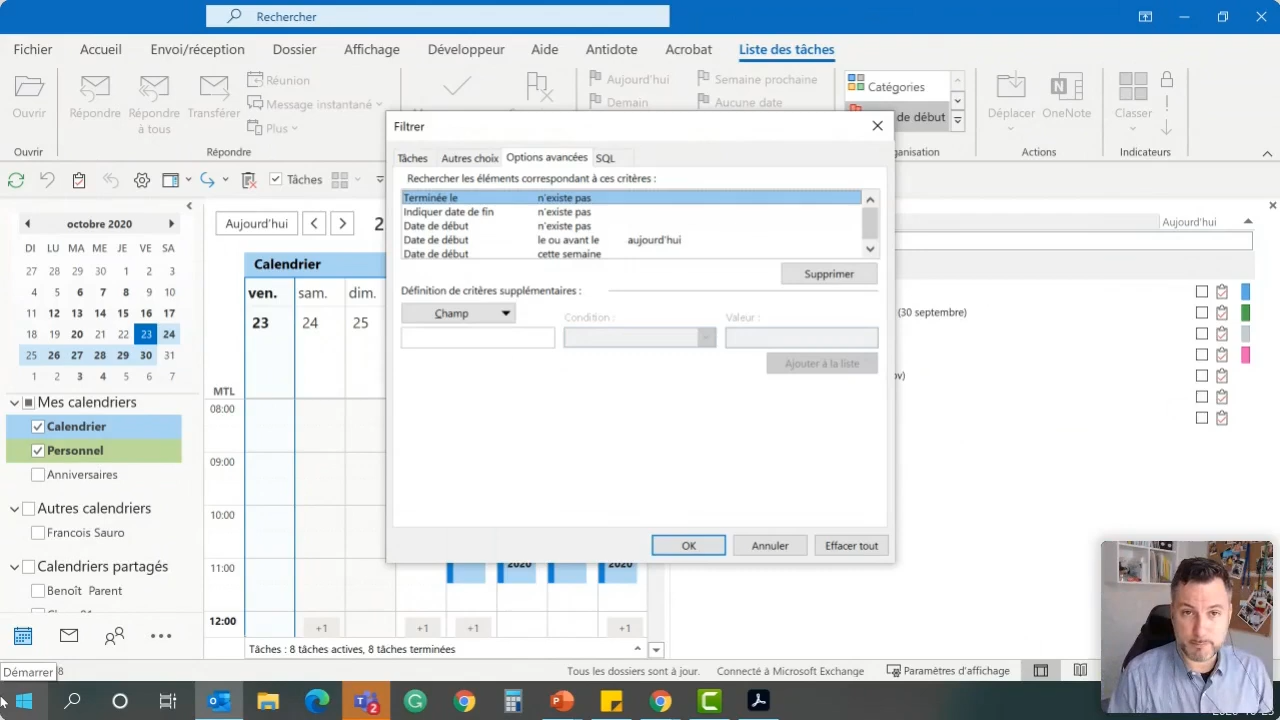 Rechercher
Fichier Accueil Envoi/réception Dossier Affichage Développeur Aide Antidote Acrobat Liste des tâches
Réunion Aujourd'hui Semaine prochaine Catégories
Message instantané Demain Aucune date de début
Ouvrir Répondre Répondre à tous Transférer Plus Déplacer OneNote Classer
Ouvrir Répondre Actions Indicateurs
Tâches
octobre 2020
DI LU MA ME JE VE SA
27 28 29 30 1 2 3
4 5 6 7 8 9 10
11 12 13 14 15 16 17
18 19 20 21 22 23 24
25 26 27 28 29 30 31
1 2 3 4 5 6 7
Mes calendriers
Calendrier
Personnel
Anniversaires
Autres calendriers
Francois Sauro
Calendriers partagés
Benoît Parent
Aujourd'hui 2
Calendrier
ven. sam. dim.
23 24 25
MTL
08:00
09:00
10:00
11:00
12:00
2020 2020
+1 +1 +1 +1
Tâches : 8 tâches actives, 8 tâches terminées
Filtrer
Tâches Autres choix Options avancées SQL
Rechercher les éléments correspondant à ces critères :
Terminée le n'existe pas
Indiquer date de fin n'existe pas
Date de début n'existe pas
Date de début le ou avant le aujourd'hui
Date de début cette semaine
Supprimer
Définition de critères supplémentaires :
Champ Condition : Valeur :
Ajouter à la liste
OK Annuler Effacer tout
Aujourd'hui
(30 septembre)
Démarrer 8
Tous les dossiers sont à jour. Connecté à Microsoft Exchange Paramètres d'affichage
2